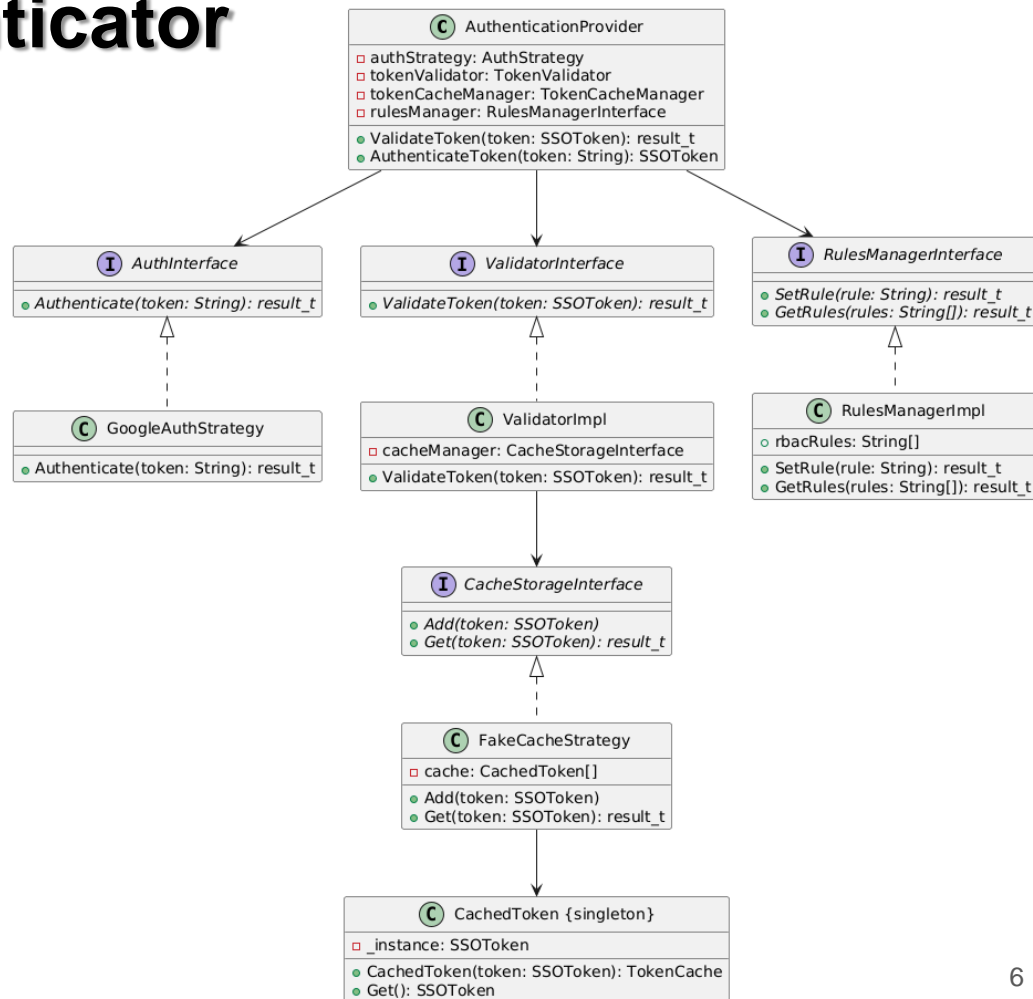 nticator
C AuthenticationProvider
authStrategy: AuthStrategy
tokenValidator: TokenValidator
tokenCacheManager: TokenCacheManager
rulesManager: RulesManagerInterface
ValidateToken(token: SSOToken): result_t
AuthenticateToken(token: String): SSOToken
I AuthInterface
Authenticate(token: String): result_t
I ValidatorInterface
ValidateToken(token: SSOToken): result_t
I RulesManagerInterface
SetRule(rule: String): result_t
GetRules(rules: String[]): result_t
C GoogleAuthStrategy
Authenticate(token: String): result_t
C ValidatorImpl
cacheManager: CacheStorageInterface
ValidateToken(token: SSOToken): result_t
C RulesManagerImpl
rbacRules: String[]
SetRule(rule: String): result_t
GetRules(rules: String[]): result_t
I CacheStorageInterface
Add(token: SSOToken)
Get(token: SSOToken): result_t
C FakeCacheStrategy
cache: CachedToken[]
Add(token: SSOToken)
Get(token: SSOToken): result_t
C CachedToken {singleton}
_instance: SSOToken
CachedToken(token: SSOToken): TokenCache
Get(): SSOToken
6